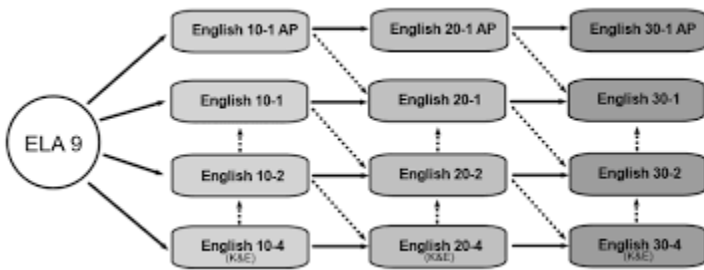 English 10-1 AP
English 20-1 AP
English 30-1 AP
English 10-1
English 20-1
English 30-1
ELA 9
English 10-2
English 20-2
English 30-2
English 10-4
(K&E)
English 20-4
(K&E)
English 30-4
(K&E)